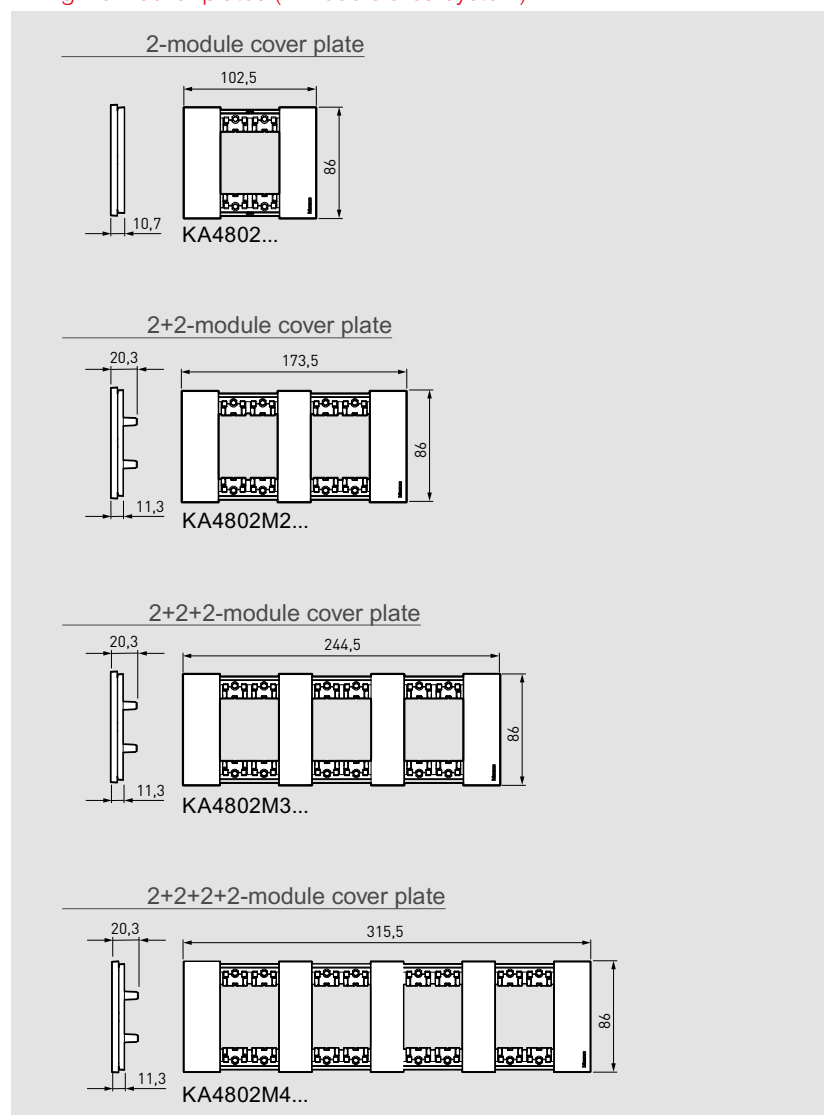 2-module cover plate
102,5
86
10,7
KA4802...
2+2-module cover plate
20,3
173,5
86
11,3
KA4802M2...
2+2+2-module cover plate
20,3
244,5
86
11,3
KA4802M3...
2+2+2+2-module cover plate
20,3
315,5
86
11,3
KA4802M4...